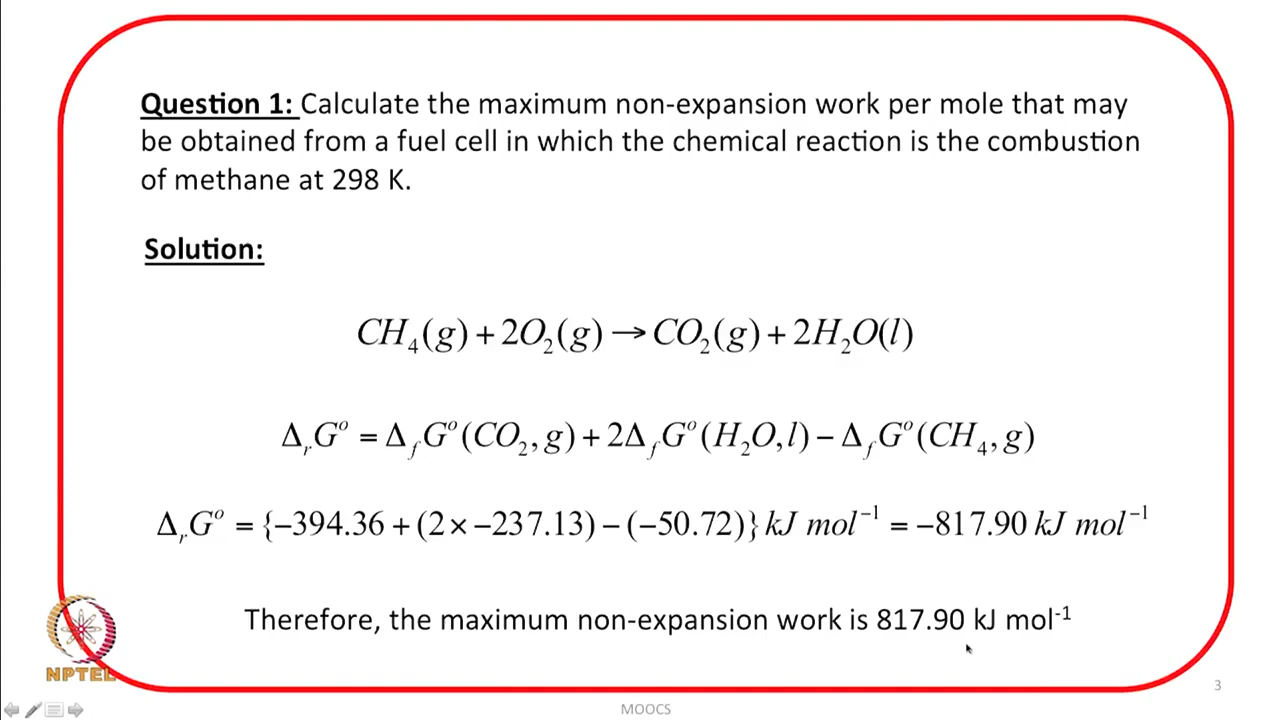 Question 1: Calculate the maximum non-expansion work per mole that may
be obtained from a fuel cell in which the chemical reaction is the combustion
of methane at 298 K.
Solution:
CH₄(g) + 2O₂(g) → CO₂(g) + 2H₂O(l)
ΔᵣG° = Δ_fG°(CO₂, g) + 2Δ_fG°(H₂O, l) − Δ_fG°(CH₄, g)
ΔᵣG° = {−394.36 + (2 × −237.13) − (−50.72)} kJ mol⁻¹ = −817.90 kJ mol⁻¹
Therefore, the maximum non-expansion work is 817.90 kJ mol⁻¹
NPTEL
3
MOOCS